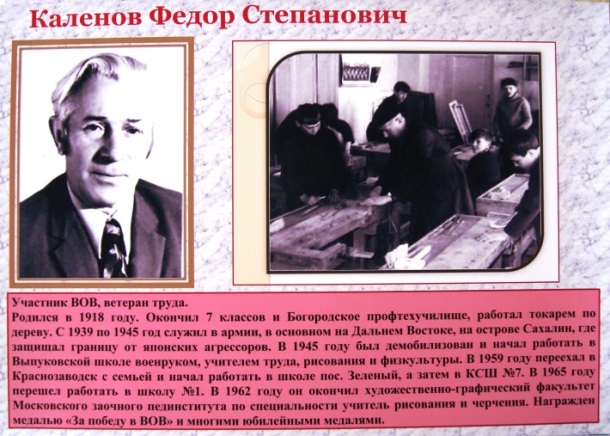 Каленов Федор Степанович
Участник ВОВ, ветеран труда.
Родился в 1918 году. Окончил 7 классов и Богородское профтехучилище, работал токарем по
дереву. С 1939 по 1945 год служил в армии, в основном на Дальнем Востоке, на острове Сахалин, где
защищал границу от японских агрессоров. В 1945 году был демобилизован и начал работать в
Выпуковской школе военруком, учителем труда, рисования и физкультуры. В 1959 году переехал в
Краснозаводск с семьей и начал работать в школе пос. Зеленый, а затем в КСШ №7. В 1965 году
перешел работать в школу №1. В 1962 году он окончил художественно-графический факультет
Московского заочного пединститута по специальности учитель рисования и черчения. Награжден
медалью «За победу в ВОВ» и многими юбилейными медалями.